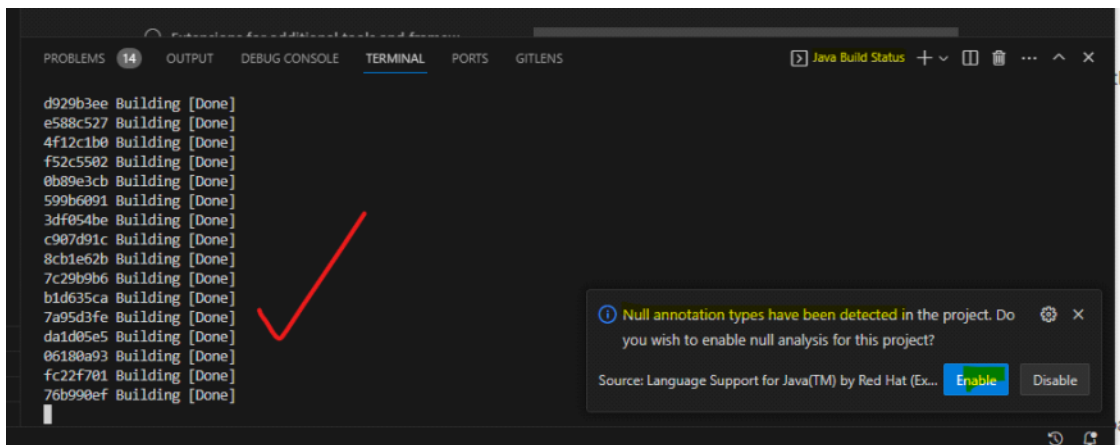 PROBLEMS 14 OUTPUT DEBUG CONSOLE TERMINAL PORTS GITLENS Java Build Status
d929b3ee Building [Done]
e588c527 Building [Done]
4f12c1b0 Building [Done]
f52c5502 Building [Done]
0b89e3cb Building [Done]
599b6091 Building [Done]
3df054be Building [Done]
c907d91c Building [Done]
8cb1e62b Building [Done]
7c29b9b6 Building [Done]
b1d635ca Building [Done]
7a95d3fe Building [Done]
da1d05e5 Building [Done]
06180a93 Building [Done]
fc22f701 Building [Done]
76b990ef Building [Done]
Null annotation types have been detected in the project. Do
you wish to enable null analysis for this project?
Source: Language Support for Java(TM) by Red Hat (Ex... Enable Disable